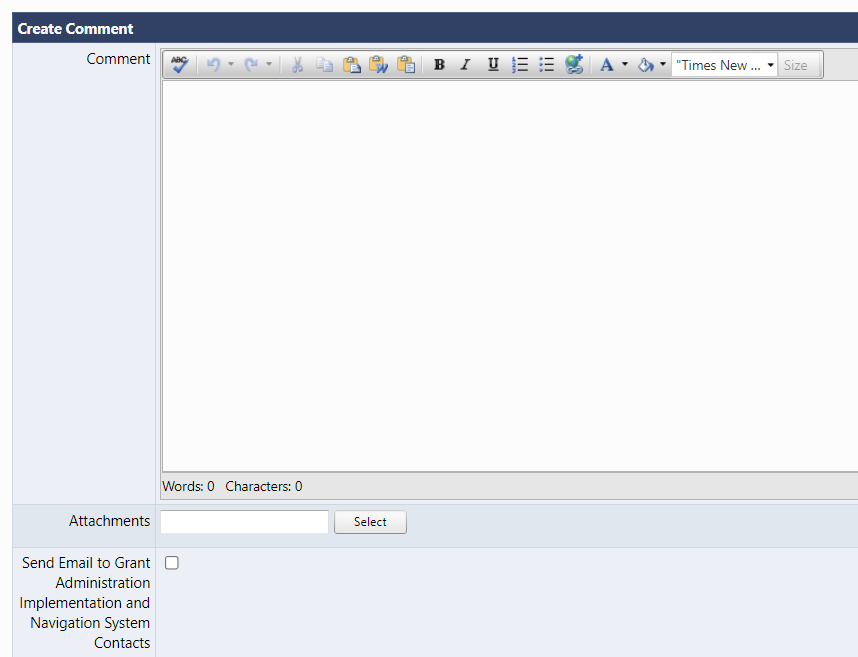 Create Comment
Comment
ABC
B I U A "Times New ... Size
Words: 0 Characters: 0
Attachments
Select
Send Email to Grant
Administration
Implementation and
Navigation System
Contacts